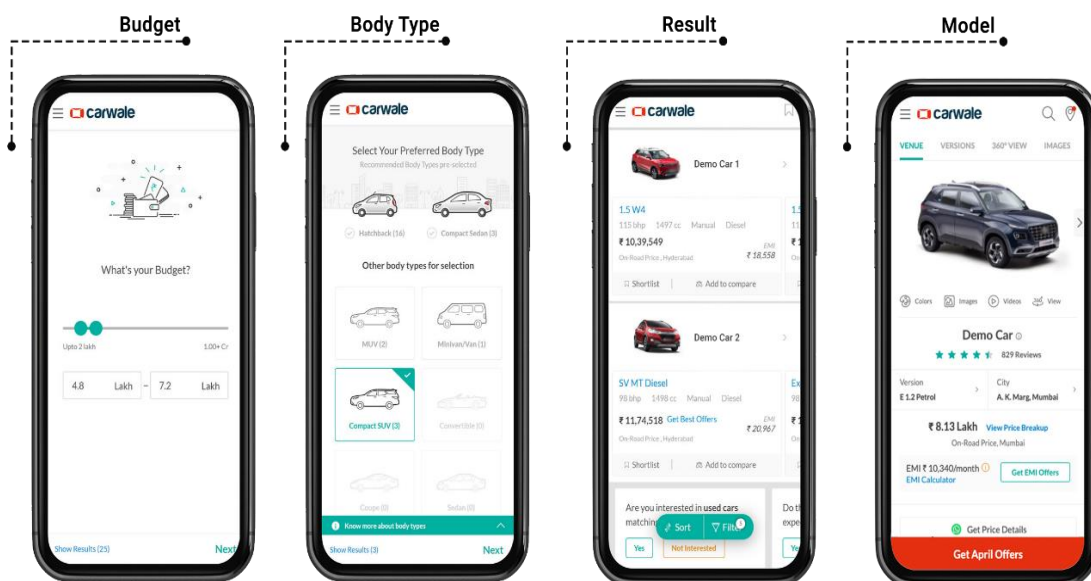 Budget
carwale
What's your Budget?
Upto 2 lakh 1.00+ Cr
4.8 Lakh – 7.2 Lakh
Show Results (25) Next
Body Type
carwale
Select Your Preferred Body Type
Recommended Body Types pre-selected
Hatchback (16) Compact Sedan (3)
Other body types for selection
MUV (2) Minivan/Van (1)
Compact SUV (3) Convertible (0)
Coupe (0) Sedan (0)
Know more about body types
Show Results (3) Next
Result
carwale
Demo Car 1
1.5 W4
115 bhp 1497 cc Manual Diesel
₹ 10,39,549 EMI
On-Road Price, Hyderabad ₹ 18,558
Shortlist Add to compare
Demo Car 2
SV MT Diesel
98 bhp 1498 cc Manual Diesel
₹ 11,74,518 Get Best Offers EMI
On-Road Price, Hyderabad ₹ 20,967
Shortlist Add to compare
Are you interested in used cars
Sort Filter 1
Yes Not Interested
Model
carwale
VENUE VERSIONS 360° VIEW IMAGES
Colors Images Videos 360° View
Demo Car
829 Reviews
Version City
E 1.2 Petrol A. K. Marg, Mumbai
₹ 8.13 Lakh View Price Breakup
On-Road Price, Mumbai
EMI ₹ 10,340/month Get EMI Offers
EMI Calculator
Get Price Details
Get April Offers